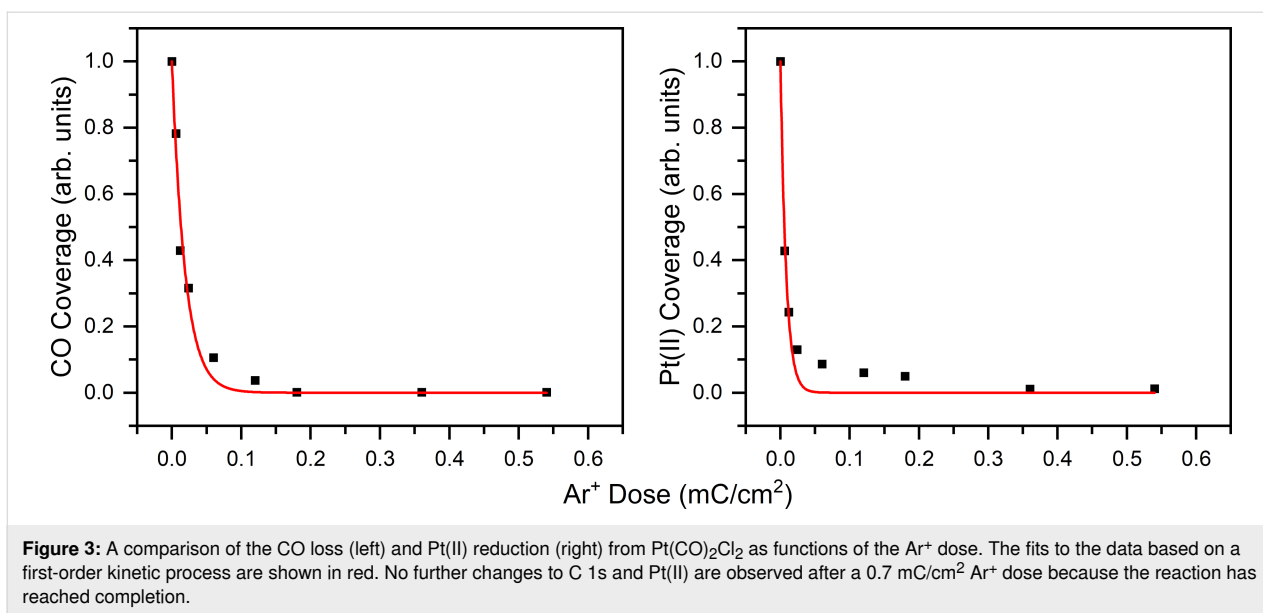 CO Coverage (arb. units)
1.0
0.8
0.6
0.4
0.2
0.0
0.0 0.1 0.2 0.3 0.4 0.5 0.6
Pt(II) Coverage (arb. units)
1.0
0.8
0.6
0.4
0.2
0.0
0.0 0.1 0.2 0.3 0.4 0.5 0.6
Ar⁺ Dose (mC/cm²)
Figure 3: A comparison of the CO loss (left) and Pt(II) reduction (right) from Pt(CO)₂Cl₂ as functions of the Ar⁺ dose. The fits to the data based on a
first-order kinetic process are shown in red. No further changes to C 1s and Pt(II) are observed after a 0.7 mC/cm² Ar⁺ dose because the reaction has
reached completion.